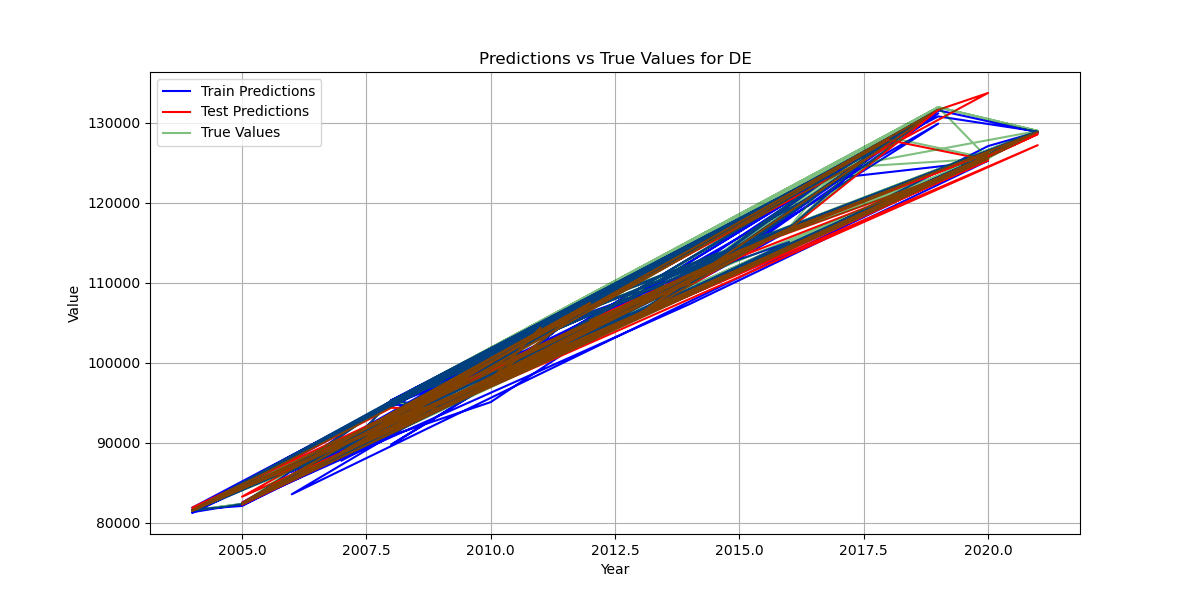 Predictions vs True Values for DE
Train Predictions
Test Predictions
True Values
130000
120000
110000
100000
90000
80000
Value
2005.0
2007.5
2010.0
2012.5
2015.0
2017.5
2020.0
Year